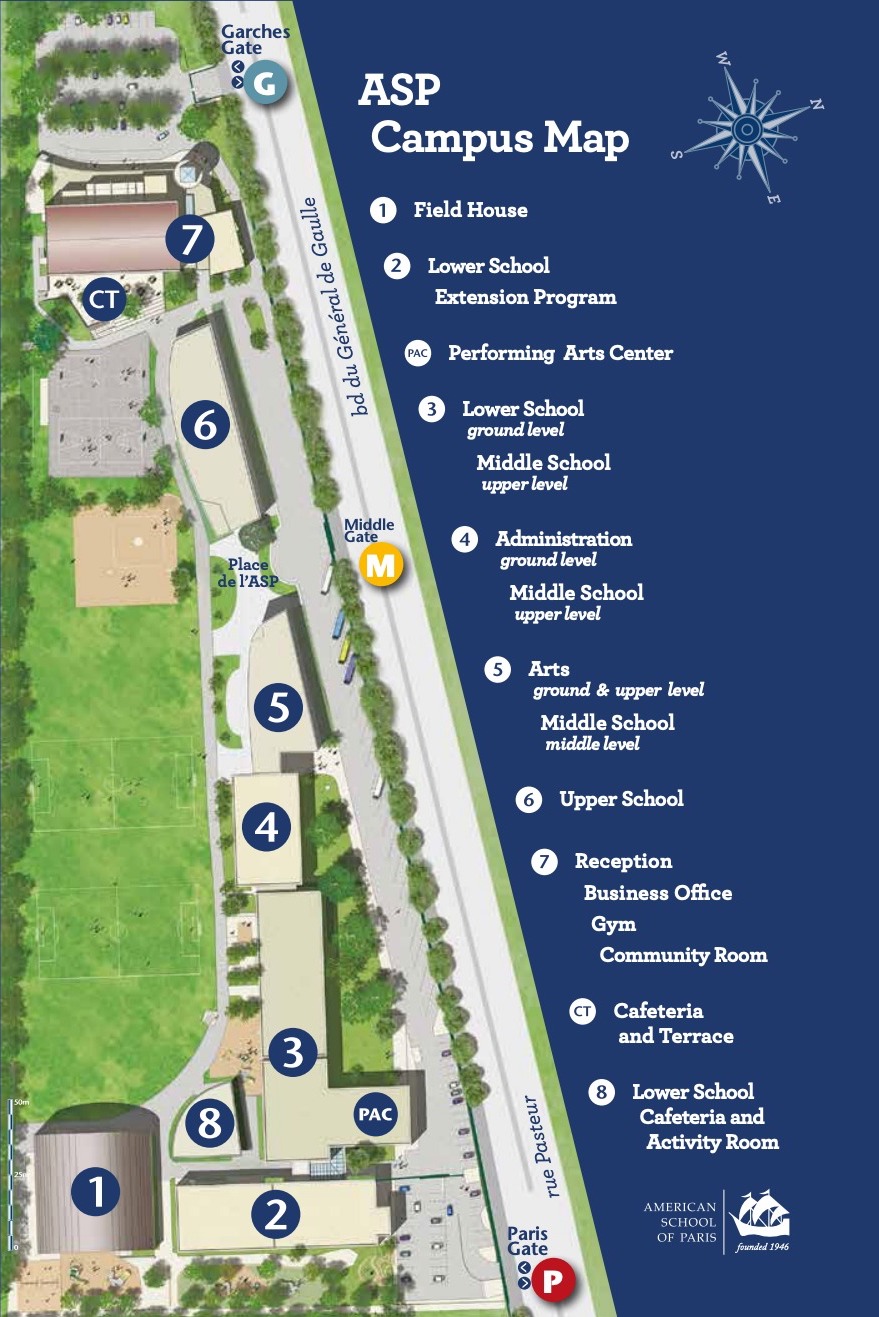 Garches
Gate
G
ASP
Campus Map
W
N
S
E
bd du Général de Gaulle
7
CT
6
Middle
Gate
M
Place
de l'ASP
5
4
3
PAC
8
1
2
50m
25m
0
rue Pasteur
Paris
Gate
P
1 Field House
2 Lower School
Extension Program
PAC Performing Arts Center
3 Lower School
ground level
Middle School
upper level
4 Administration
ground level
Middle School
upper level
5 Arts
ground & upper level
Middle School
middle level
6 Upper School
7 Reception
Business Office
Gym
Community Room
CT Cafeteria
and Terrace
8 Lower School
Cafeteria and
Activity Room
AMERICAN
SCHOOL
OF PARIS
founded 1946